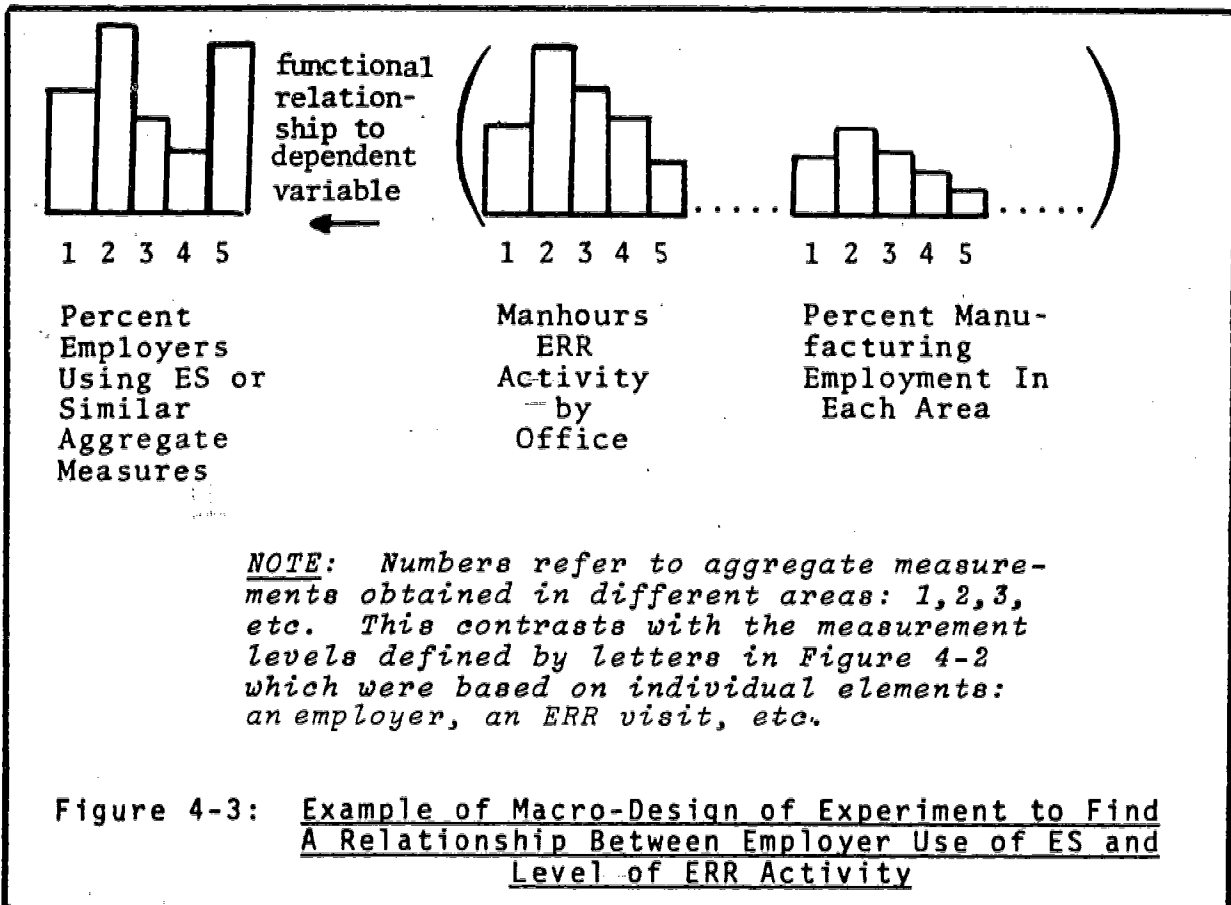 functional
relation-
ship to
dependent
variable
..... .....
1 2 3 4 5
1 2 3 4 5
1 2 3 4 5
Percent
Employers
Using ES or
Similar
Aggregate
Measures
Manhours
ERR
Activity
by
Office
Percent Manu-
facturing
Employment In
Each Area
NOTE: Numbers refer to aggregate measure-
ments obtained in different areas: 1,2,3,
etc. This contrasts with the measurement
levels defined by letters in Figure 4-2
which were based on individual elements:
an employer, an ERR visit, etc.
Figure 4-3: Example of Macro-Design of Experiment to Find
A Relationship Between Employer Use of ES and
Level of ERR Activity